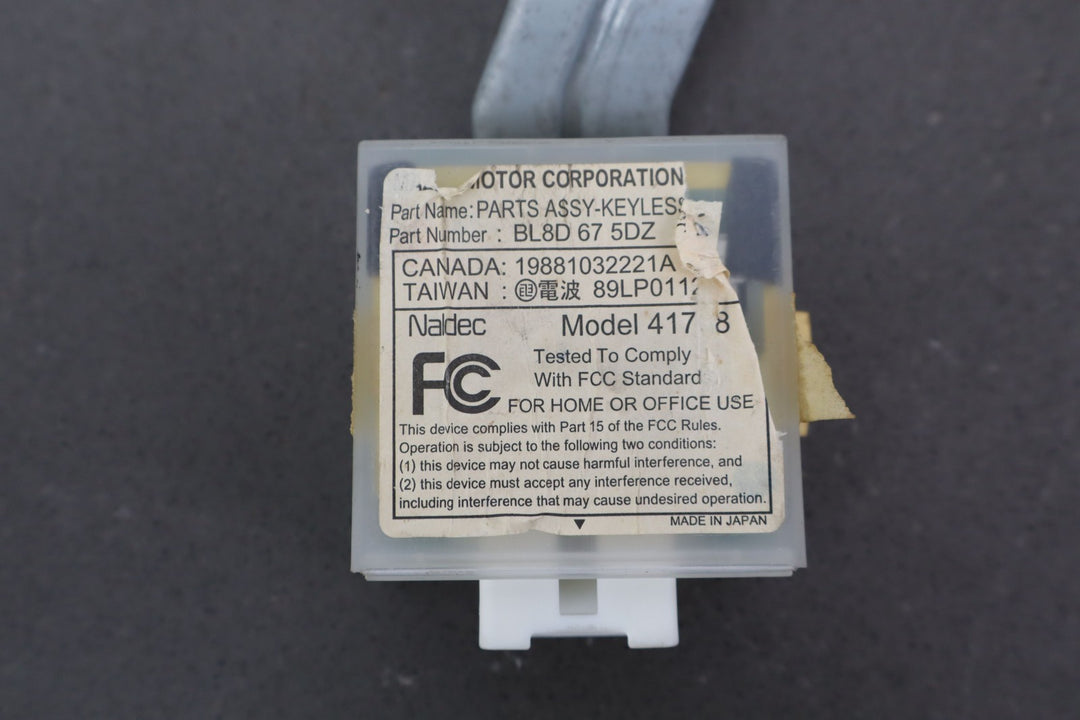 MOTOR CORPORATION
Part Name: PARTS ASSY-KEYLESS
Part Number : BL8D 67 5DZ
CANADA: 19881032221A
TAIWAN : 電波 89LP0112
Naldec Model 417 8
FC
Tested To Comply
With FCC Standards
FOR HOME OR OFFICE USE
This device complies with Part 15 of the FCC Rules.
Operation is subject to the following two conditions:
(1) this device may not cause harmful interference, and
(2) this device must accept any interference received,
including interference that may cause undesired operation.
MADE IN JAPAN